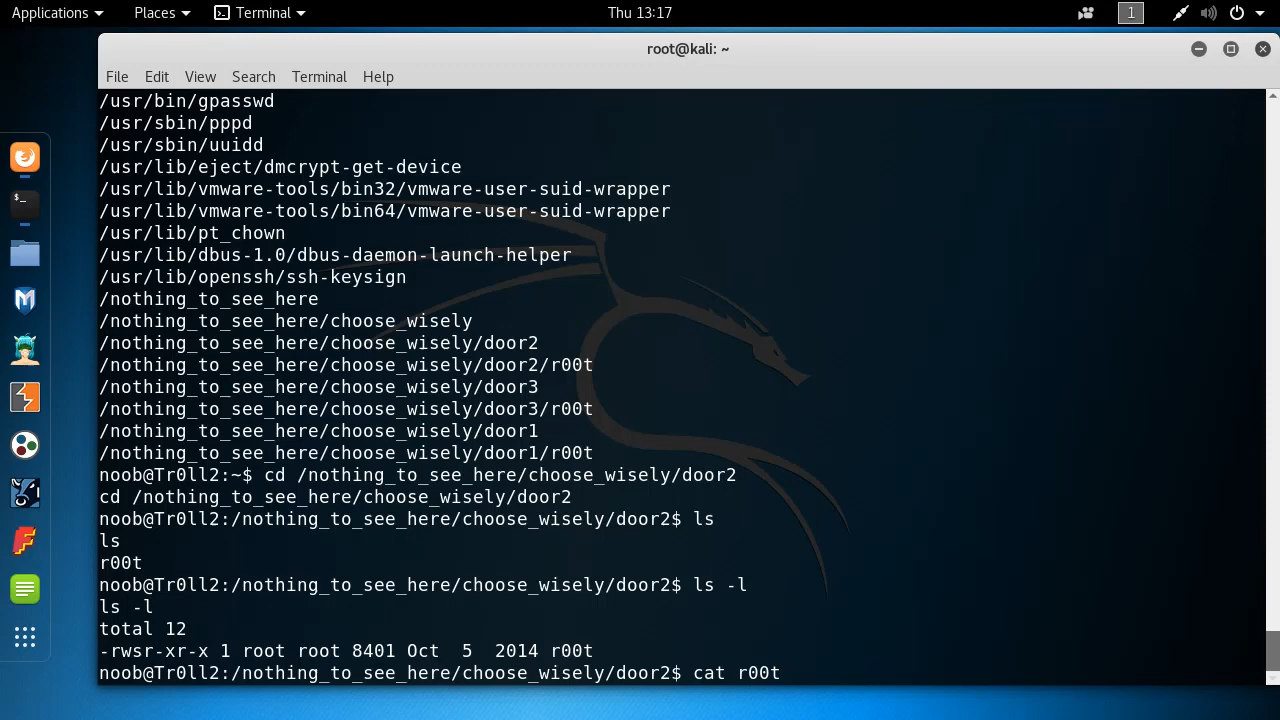 Applications Places Terminal Thu 13:17 1
root@kali: ~
File Edit View Search Terminal Help
/usr/bin/gpasswd
/usr/sbin/pppd
/usr/sbin/uuidd
/usr/lib/eject/dmcrypt-get-device
/usr/lib/vmware-tools/bin32/vmware-user-suid-wrapper
/usr/lib/vmware-tools/bin64/vmware-user-suid-wrapper
/usr/lib/pt_chown
/usr/lib/dbus-1.0/dbus-daemon-launch-helper
/usr/lib/openssh/ssh-keysign
/nothing_to_see_here
/nothing_to_see_here/choose_wisely
/nothing_to_see_here/choose_wisely/door2
/nothing_to_see_here/choose_wisely/door2/r00t
/nothing_to_see_here/choose_wisely/door3
/nothing_to_see_here/choose_wisely/door3/r00t
/nothing_to_see_here/choose_wisely/door1
/nothing_to_see_here/choose_wisely/door1/r00t
noob@Tr0ll2:~$ cd /nothing_to_see_here/choose_wisely/door2
cd /nothing_to_see_here/choose_wisely/door2
noob@Tr0ll2:/nothing_to_see_here/choose_wisely/door2$ ls
ls
r00t
noob@Tr0ll2:/nothing_to_see_here/choose_wisely/door2$ ls -l
ls -l
total 12
-rwsr-xr-x 1 root root 8401 Oct  5  2014 r00t
noob@Tr0ll2:/nothing_to_see_here/choose_wisely/door2$ cat r00t